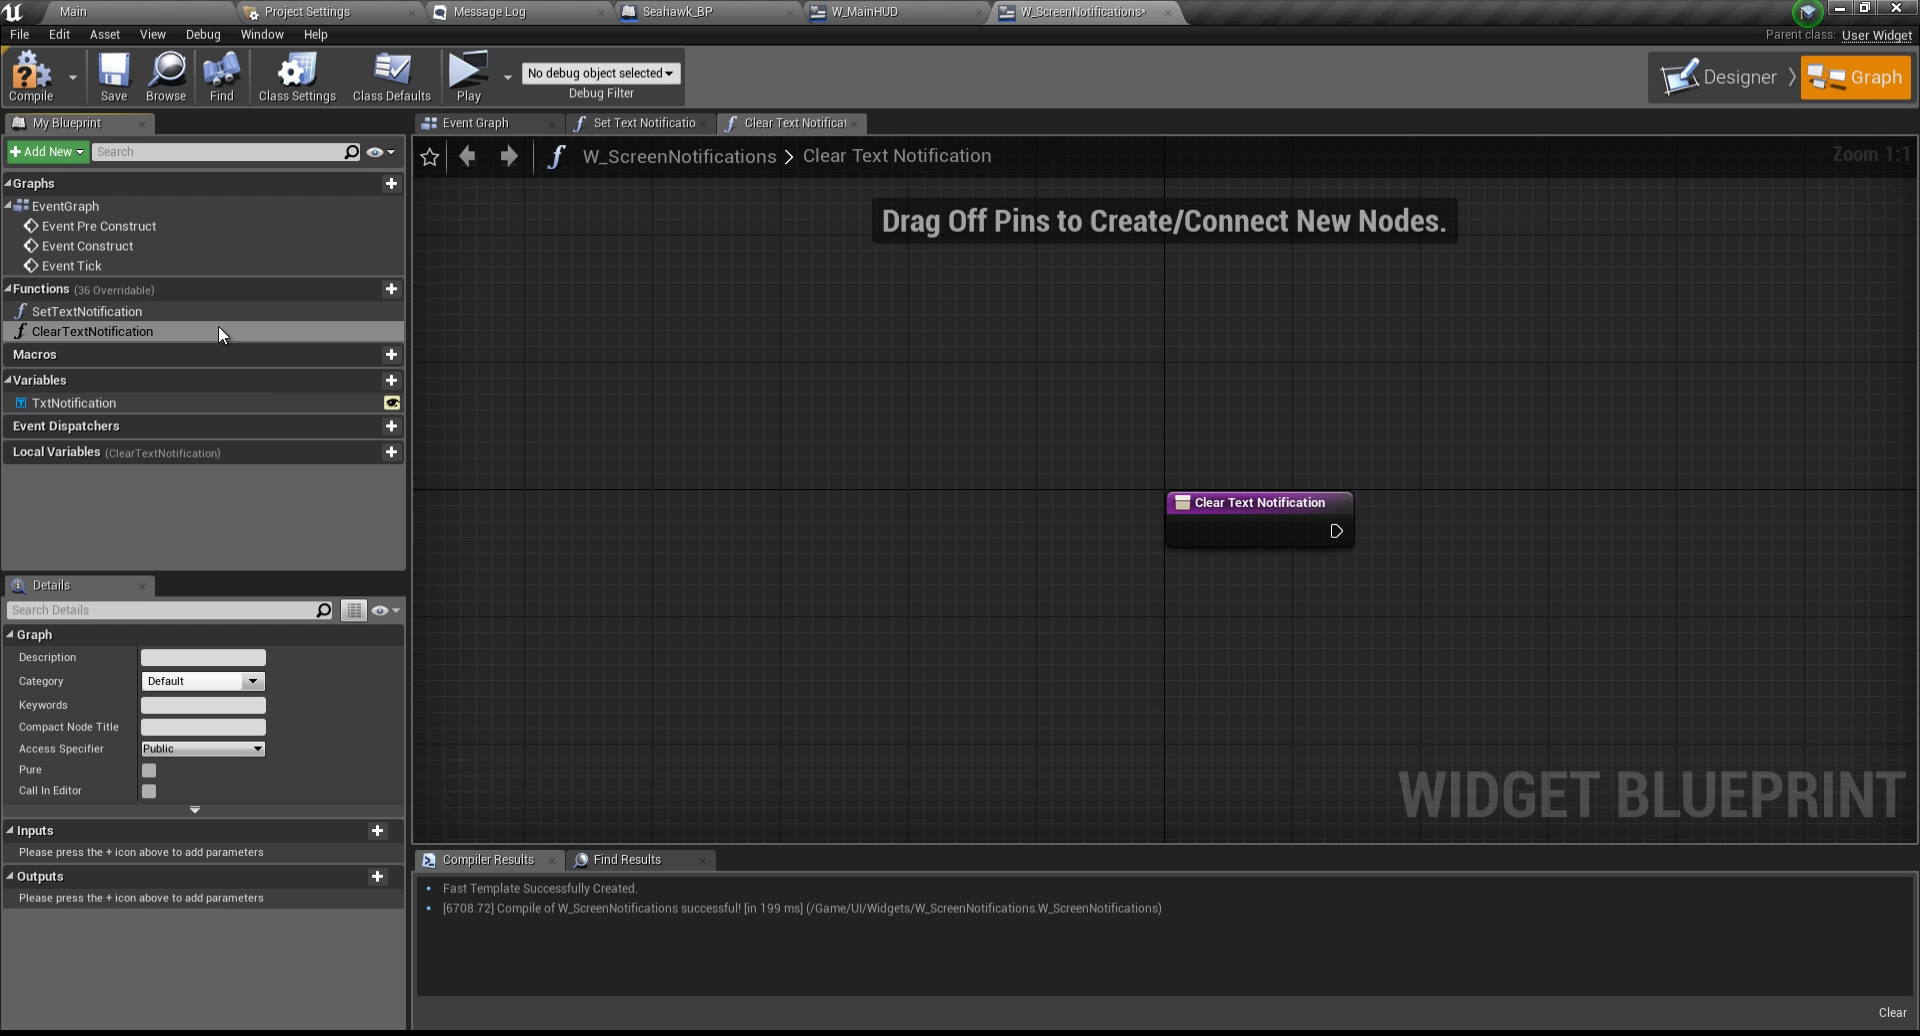 Main
Project Settings
Message Log
Seahawk_BP
W_MainHUD
W_ScreenNotifications*
File Edit Asset View Debug Window Help
Parent class: User Widget
Compile
Save
Browse
Find
Class Settings
Class Defaults
Play
No debug object selected
Debug Filter
Designer
Graph
My Blueprint
Event Graph
Set Text Notificatio
Clear Text Notificat
Add New
Search
W_ScreenNotifications > Clear Text Notification
Zoom 1:1
Graphs
EventGraph
Event Pre Construct
Event Construct
Event Tick
Functions (36 Overridable)
SetTextNotification
ClearTextNotification
Macros
Variables
TxtNotification
Event Dispatchers
Local Variables (ClearTextNotification)
Drag Off Pins to Create/Connect New Nodes.
Clear Text Notification
WIDGET BLUEPRINT
Details
Search Details
Graph
Description
Category Default
Keywords
Compact Node Title
Access Specifier Public
Pure
Call In Editor
Inputs
Please press the + icon above to add parameters
Outputs
Please press the + icon above to add parameters
Compiler Results
Find Results
Fast Template Successfully Created.
[6708.72] Compile of W_ScreenNotifications successful! [in 199 ms] (/Game/UI/Widgets/W_ScreenNotifications.W_ScreenNotifications)
Clear